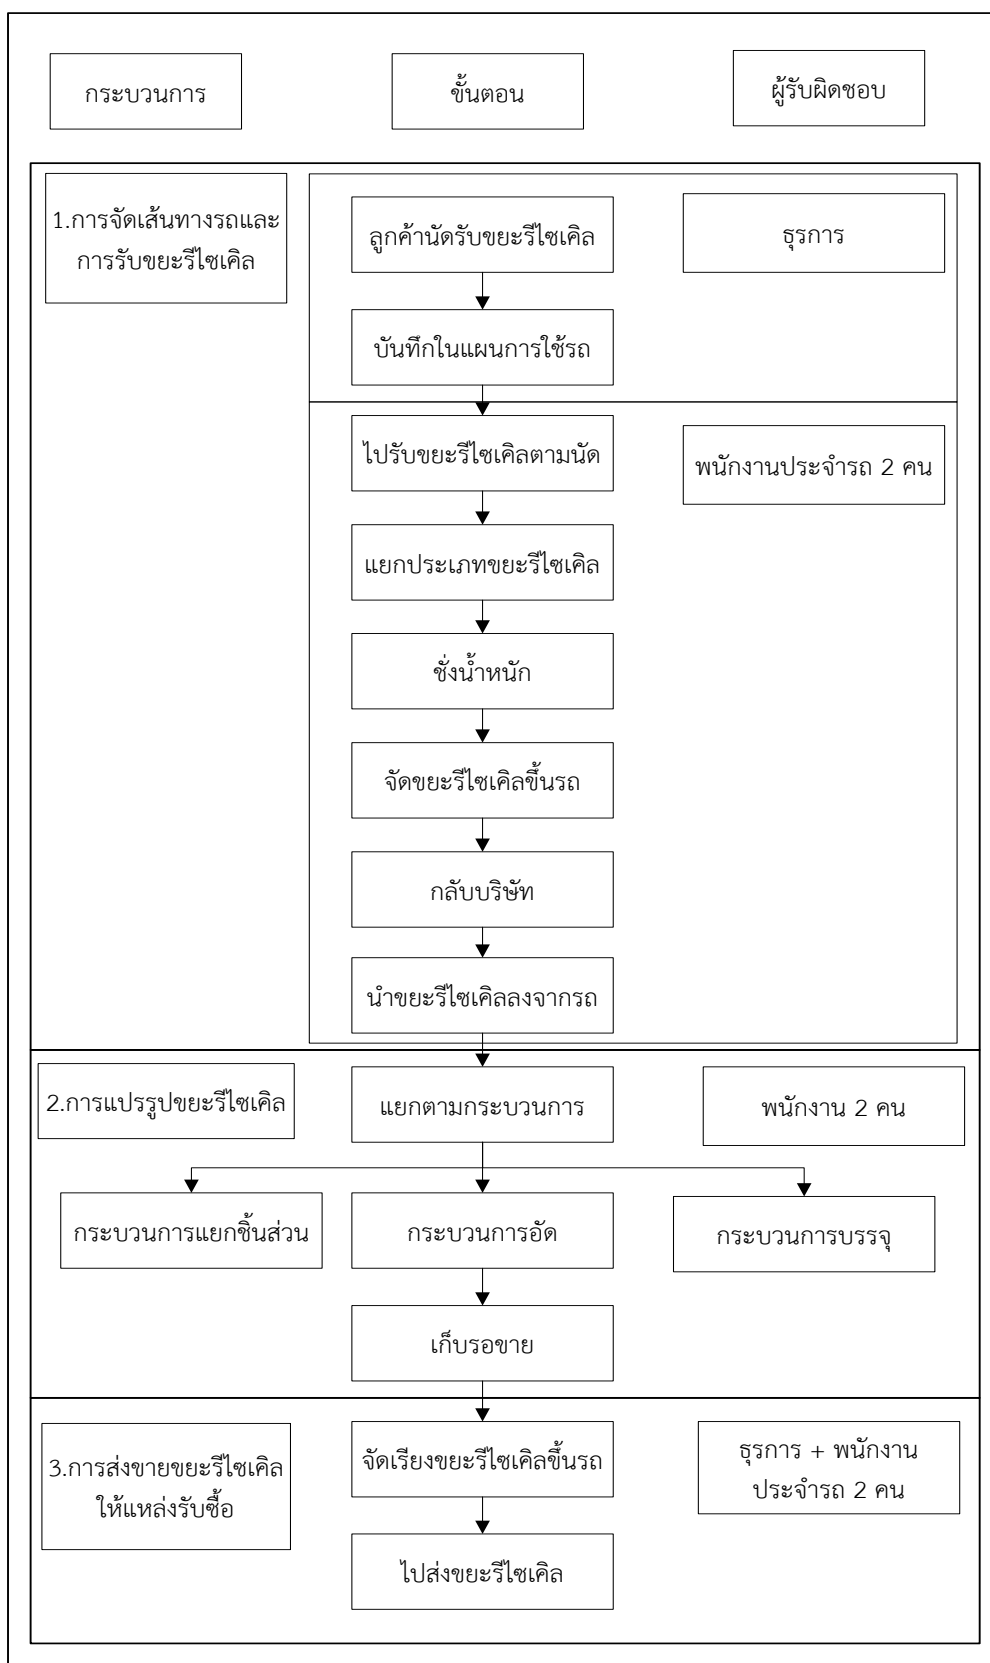 กระบวนการ
ขั้นตอน
ผู้รับผิดชอบ
1.การจัดเส้นทางรถและ
การรับขยะรีไซเคิล
ลูกค้านัดรับขยะรีไซเคิล
ธุรการ
บันทึกในแผนการใช้รถ
ไปรับขยะรีไซเคิลตามนัด
พนักงานประจำรถ 2 คน
แยกประเภทขยะรีไซเคิล
ชั่งน้ำหนัก
จัดขยะรีไซเคิลขึ้นรถ
กลับบริษัท
นำขยะรีไซเคิลลงจากรถ
2.การแปรรูปขยะรีไซเคิล
แยกตามกระบวนการ
พนักงาน 2 คน
กระบวนการแยกชิ้นส่วน
กระบวนการอัด
กระบวนการบรรจุ
เก็บรอขาย
3.การส่งขายขยะรีไซเคิล
ให้แหล่งรับซื้อ
จัดเรียงขยะรีไซเคิลขึ้นรถ
ธุรการ + พนักงาน
ประจำรถ 2 คน
ไปส่งขยะรีไซเคิล